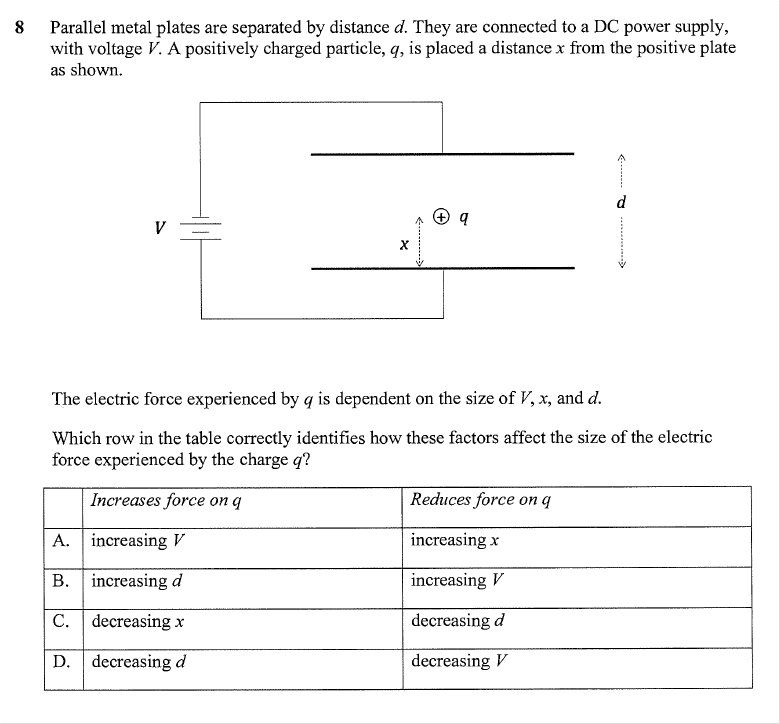 8 Parallel metal plates are separated by distance d. They are connected to a DC power supply,
with voltage V. A positively charged particle, q, is placed a distance x from the positive plate
as shown.
d
+ q
V
x
The electric force experienced by q is dependent on the size of V, x, and d.
Which row in the table correctly identifies how these factors affect the size of the electric
force experienced by the charge q?
Increases force on q Reduces force on q
A. increasing V increasing x
B. increasing d increasing V
C. decreasing x decreasing d
D. decreasing d decreasing V